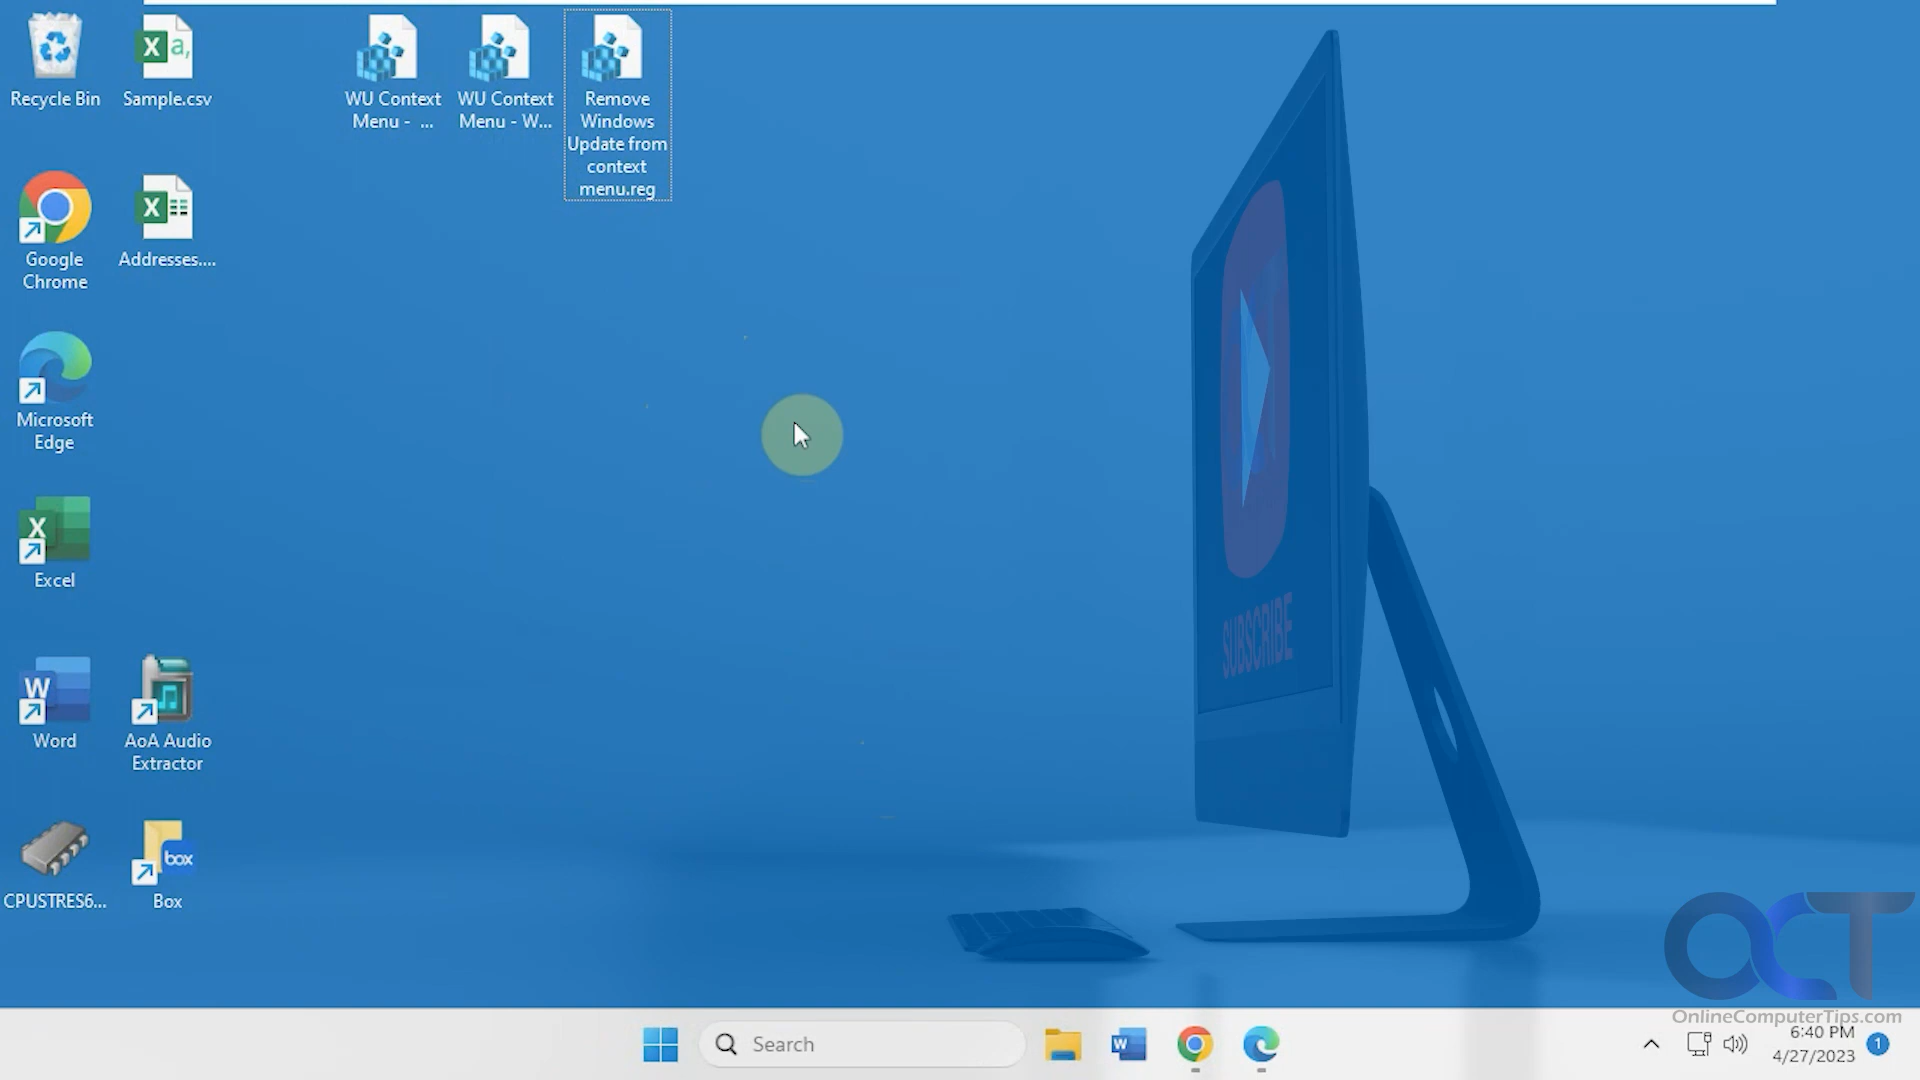 Recycle Bin
Sample.csv
WU Context
Menu - ...
WU Context
Menu - W...
Remove
Windows
Update from
context
menu.reg
Google
Chrome
Addresses....
Microsoft
Edge
Excel
Word
AoA Audio
Extractor
CPUSTRES6...
box
Box
SUBSCRIBE
OCT
OnlineComputerTips.com
Search
6:40 PM
4/27/2023
1